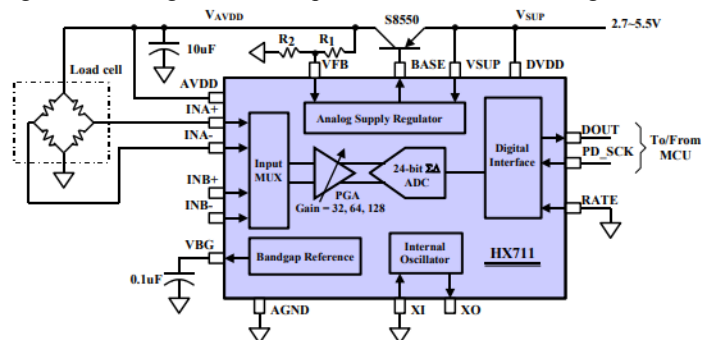 VAVDD S8550 VSUP 2.7~5.5V
R2 R1
10uF
Load cell
VFB BASE VSUP DVDD
AVDD
INA+
INA-
INB+
INB-
VBG
Analog Supply Regulator
Input
MUX
PGA
Gain = 32, 64, 128
24-bit ΣΔ
ADC
Digital
Interface
DOUT
PD_SCK
To/From
MCU
RATE
Internal
Oscillator
HX711
Bandgap Reference
0.1uF
AGND XI XO